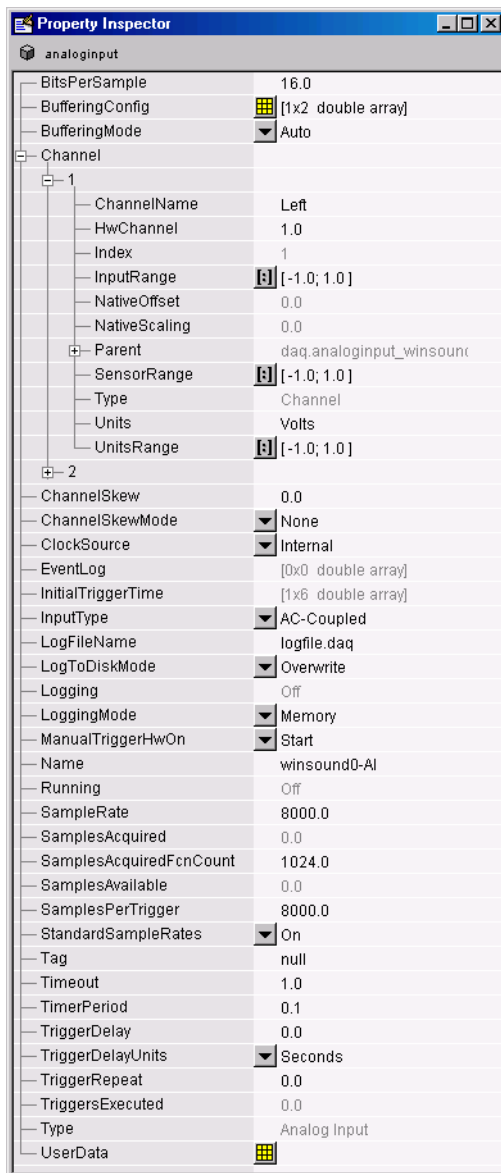 Property Inspector
analoginput
BitsPerSample 16.0
BufferingConfig [1x2 double array]
BufferingMode Auto
Channel
1
ChannelName Left
HwChannel 1.0
Index 1
InputRange [:] [ -1.0; 1.0 ]
NativeOffset 0.0
NativeScaling 0.0
Parent daq.analoginput_winsound
SensorRange [:] [ -1.0; 1.0 ]
Type Channel
Units Volts
UnitsRange [:] [ -1.0; 1.0 ]
2
ChannelSkew 0.0
ChannelSkewMode None
ClockSource Internal
EventLog [0x0 double array]
InitialTriggerTime [1x6 double array]
InputType AC-Coupled
LogFileName logfile.daq
LogToDiskMode Overwrite
Logging Off
LoggingMode Memory
ManualTriggerHwOn Start
Name winsound0-AI
Running Off
SampleRate 8000.0
SamplesAcquired 0.0
SamplesAcquiredFcnCount 1024.0
SamplesAvailable 0.0
SamplesPerTrigger 8000.0
StandardSampleRates On
Tag null
Timeout 1.0
TimerPeriod 0.1
TriggerDelay 0.0
TriggerDelayUnits Seconds
TriggerRepeat 0.0
TriggersExecuted 0.0
Type Analog Input
UserData